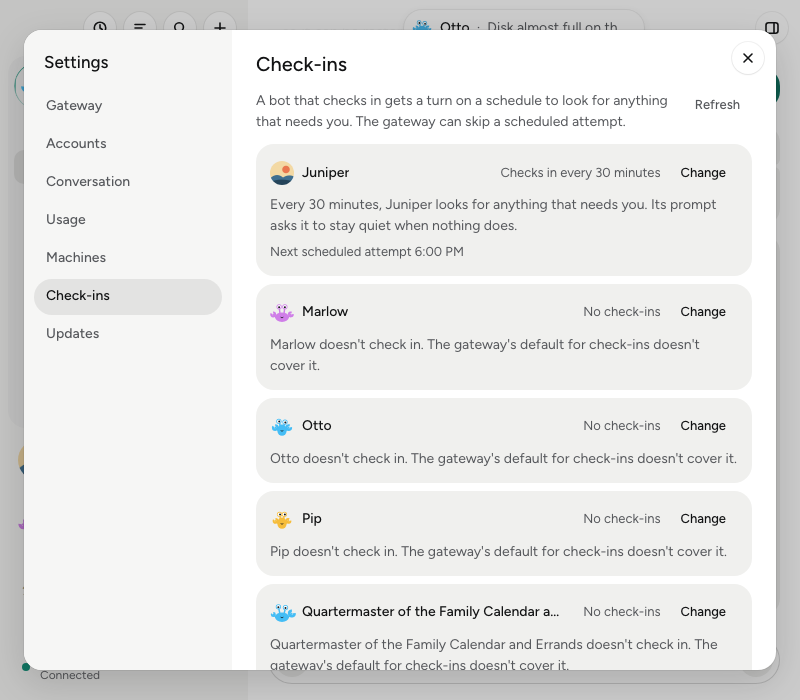 Otto · Disk almost full on th
Settings
Gateway
Accounts
Conversation
Usage
Machines
Check-ins
Updates
Connected
Check-ins
A bot that checks in gets a turn on a schedule to look for anything
that needs you. The gateway can skip a scheduled attempt.
Refresh
Juniper
Checks in every 30 minutes
Change
Every 30 minutes, Juniper looks for anything that needs you. Its prompt
asks it to stay quiet when nothing does.
Next scheduled attempt 6:00 PM
Marlow
No check-ins
Change
Marlow doesn't check in. The gateway's default for check-ins doesn't
cover it.
Otto
No check-ins
Change
Otto doesn't check in. The gateway's default for check-ins doesn't cover it.
Pip
No check-ins
Change
Pip doesn't check in. The gateway's default for check-ins doesn't cover it.
Quartermaster of the Family Calendar a...
No check-ins
Change
Quartermaster of the Family Calendar and Errands doesn't check in. The
gateway's default for check-ins doesn't cover it.